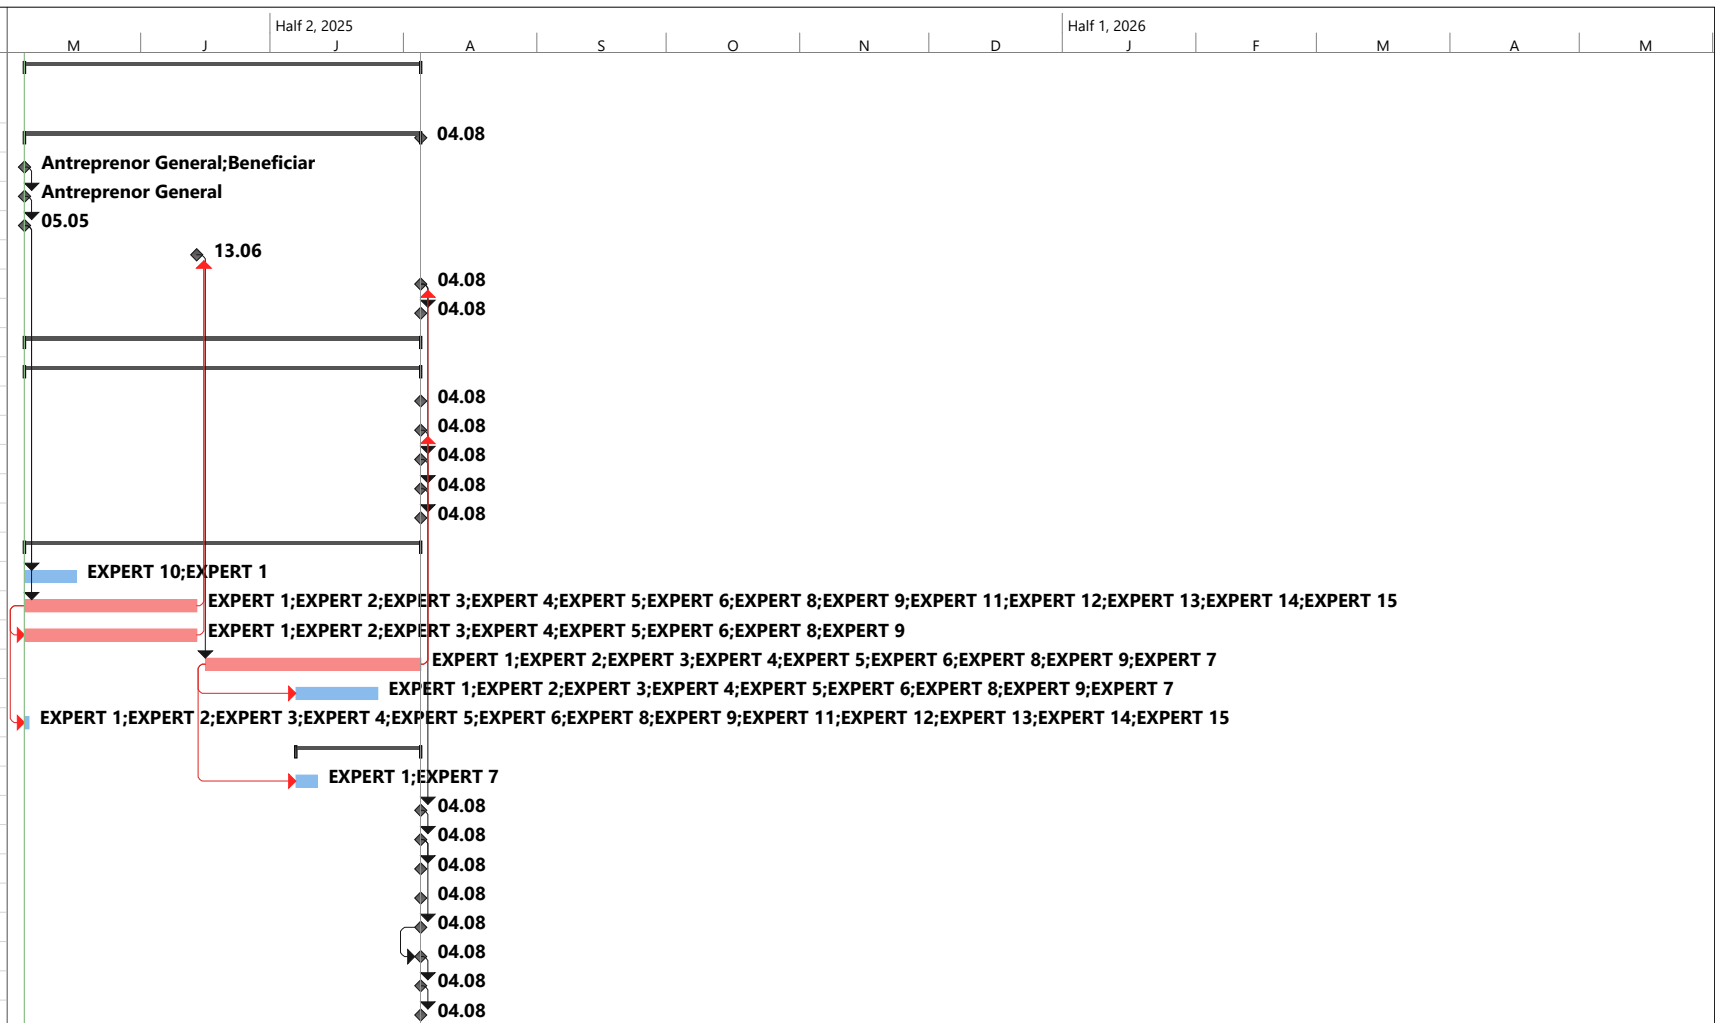 Half 2, 2025 Half 1, 2026
M J J A S O N D J F M A M
04.08
Antreprenor General;Beneficiar
Antreprenor General
05.05
13.06
04.08
04.08
04.08
04.08
04.08
04.08
04.08
EXPERT 10;EXPERT 1
EXPERT 1;EXPERT 2;EXPERT 3;EXPERT 4;EXPERT 5;EXPERT 6;EXPERT 8;EXPERT 9;EXPERT 11;EXPERT 12;EXPERT 13;EXPERT 14;EXPERT 15
EXPERT 1;EXPERT 2;EXPERT 3;EXPERT 4;EXPERT 5;EXPERT 6;EXPERT 8;EXPERT 9
EXPERT 1;EXPERT 2;EXPERT 3;EXPERT 4;EXPERT 5;EXPERT 6;EXPERT 8;EXPERT 9;EXPERT 7
EXPERT 1;EXPERT 2;EXPERT 3;EXPERT 4;EXPERT 5;EXPERT 6;EXPERT 8;EXPERT 9;EXPERT 7
EXPERT 1;EXPERT 2;EXPERT 3;EXPERT 4;EXPERT 5;EXPERT 6;EXPERT 8;EXPERT 9;EXPERT 11;EXPERT 12;EXPERT 13;EXPERT 14;EXPERT 15
EXPERT 1;EXPERT 7
04.08
04.08
04.08
04.08
04.08
04.08
04.08
04.08